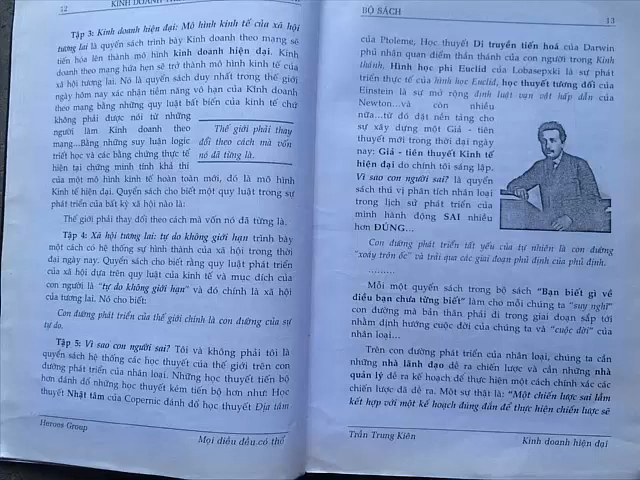 12
KINH DOANH
Tập 3: Kinh doanh hiện đại: Mô hình kinh tế của xã hội
tương lai là quyển sách trình bày Kinh doanh theo mạng sẽ
tiến hóa lên thành mô hình kinh doanh hiện đại. Kinh
doanh theo mạng hứa hẹn sẽ trở thành mô hình kinh tế của
xã hội tương lai. Nó là quyển sách duy nhất trong thế giới
ngày hôm nay xác nhận tiềm năng vô hạn của Kinh doanh
theo mạng bằng những quy luật bất biến của kinh tế chứ
không phải được nói từ những
người làm Kinh doanh theo
mạng...Bằng những suy luận logic
triết học và các bằng chứng thực tế
hiện tại chứng minh tính khả thi
của một mô hình kinh tế hoàn toàn mới, đó là mô hình
Kinh tế hiện đại. Quyển sách cho biết một quy luật trong sự
phát triển của bất kỳ xã hội nào là:
Thế giới phải thay
đổi theo cách mà vốn
nó đã từng là.
Thế giới phải thay đổi theo cách mà vốn nó đã từng là.
Tập 4: Xã hội tương lai: tự do không giới hạn trình bày
một cách có hệ thống sự hình thành của xã hội trong thời
đại ngày nay. Quyển sách cho biết rằng quy luật phát triển
của xã hội dựa trên quy luật của kinh tế và mục đích của
con người là "tự do không giới hạn" và đó chính là xã hội
của tương lai. Nó cho biết:
Con đường phát triển của thế giới chính là con đường của sự
tự do.
Tập 5: Vì sao con người sai? Tôi và không phải tôi là
quyển sách hệ thống các học thuyết của thế giới trên con
đường phát triển của nhân loại. Những học thuyết tiến bộ
hơn đánh đổ những học thuyết kém tiến bộ hơn như: Học
thuyết Nhật tâm của Copernic đánh đổ học thuyết Địa tâm
Heroes Group
Mọi điều đều có thể
BỘ SÁCH
13
của Ptoleme, Học thuyết Di truyền tiến hoá của Darwin
phủ nhận quan điểm thần thánh của con người trong Kinh
thánh, Hình học phi Euclid của Lobasepxki là sự phát
triển thực tế của hình học Euclid, học thuyết tương đối của
Einstein là sự mở rộng định luật vạn vật hấp dẫn của
Newton...và còn nhiều
nữa...từ đó đặt nền tảng cho
sự xây dựng một Giả - tiên
thuyết mới trong thời đại ngày
nay: Giả - tiên thuyết Kinh tế
hiện đại do chính tôi sáng lập.
Vì sao con người sai? là quyển
sách thú vị phân tích nhân loại
trong lịch sử phát triển của
mình hành động SAI nhiều
hơn ĐÚNG...
Con đường phát triển tất yếu của tự nhiên là con đường
"xoáy trôn ốc" và trải qua các giai đoạn phủ định của phủ định.
.........
Mỗi một quyển sách trong bộ sách "Bạn biết gì về
điều bạn chưa từng biết" làm cho mỗi chúng ta "suy nghĩ"
con đường mà bản thân phải đi trong giai đoạn sắp tới
nhằm định hướng cuộc đời của chúng ta và "cuộc đời" của
nhân loại...
Trên con đường phát triển của nhân loại, chúng ta cần
những nhà lãnh đạo đề ra chiến lược và cần những nhà
quản lý để ra kế hoạch để thực hiện một cách chính xác các
chiến lược đã đề ra. Một sự thật là: "Một chiến lược sai lầm
kết hợp với một kế hoạch đúng đắn để thực hiện chiến lược sẽ
Trần Trung Kiên
Kinh doanh hiện đại